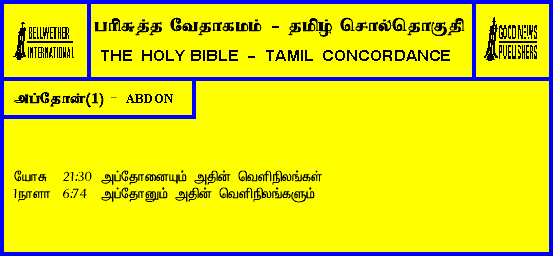 BELLWETHER
INTERNATIONAL
பரிசுத்த வேதாகமம் - தமிழ் சொல்தொகுதி
THE HOLY BIBLE - TAMIL CONCORDANCE
GOOD NEWS
PUBLISHERS
அப்தோன்(1) - ABDON
யோசு 21:30 அப்தோனையும் அதின் வெளிநிலங்கள்
1நாளா 6:74 அப்தோனும் அதின் வெளிநிலங்களும்